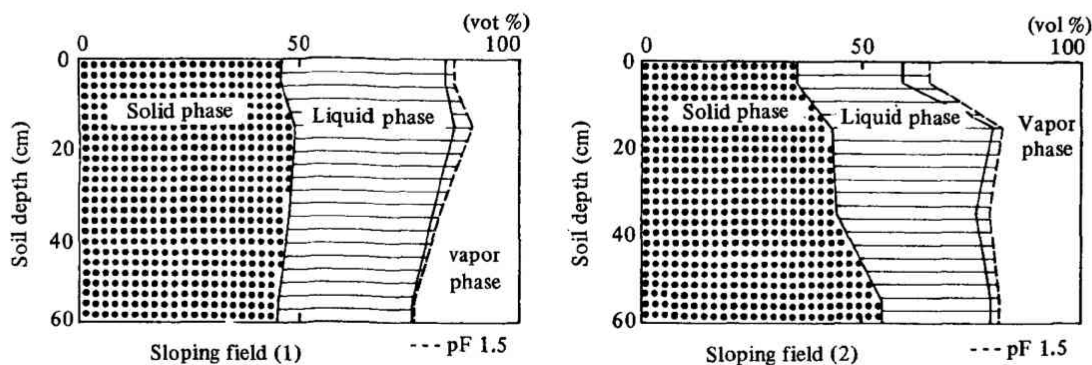 (vot %)
0 50 100
0
20
40
60
Soil depth (cm)
Solid phase
Liquid phase
vapor
phase
Sloping field (1)
--- pF 1.5
(vol %)
0 50 100
0
20
40
60
Soil depth (cm)
Solid phase
Liquid phase
Vapor
phase
Sloping field (2)
--- pF 1.5